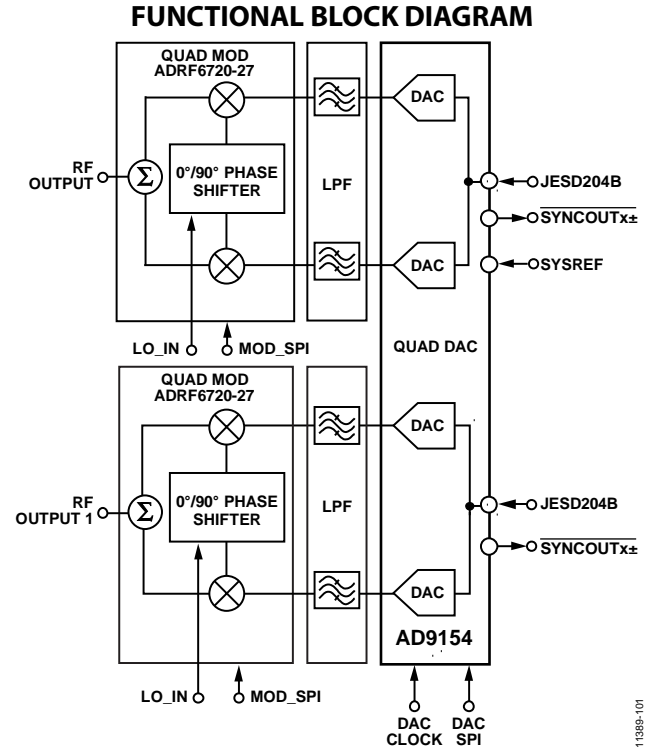 FUNCTIONAL BLOCK DIAGRAM
QUAD MOD
ADRF6720-27
DAC
RF
OUTPUT
Σ
0°/90° PHASE
SHIFTER
LPF
JESD204B
SYNCOUTx±
DAC
SYSREF
LO_IN
MOD_SPI
QUAD DAC
QUAD MOD
ADRF6720-27
DAC
RF
OUTPUT 1
Σ
0°/90° PHASE
SHIFTER
LPF
JESD204B
SYNCOUTx±
DAC
AD9154
LO_IN
MOD_SPI
DAC
CLOCK
DAC
SPI
11389-101